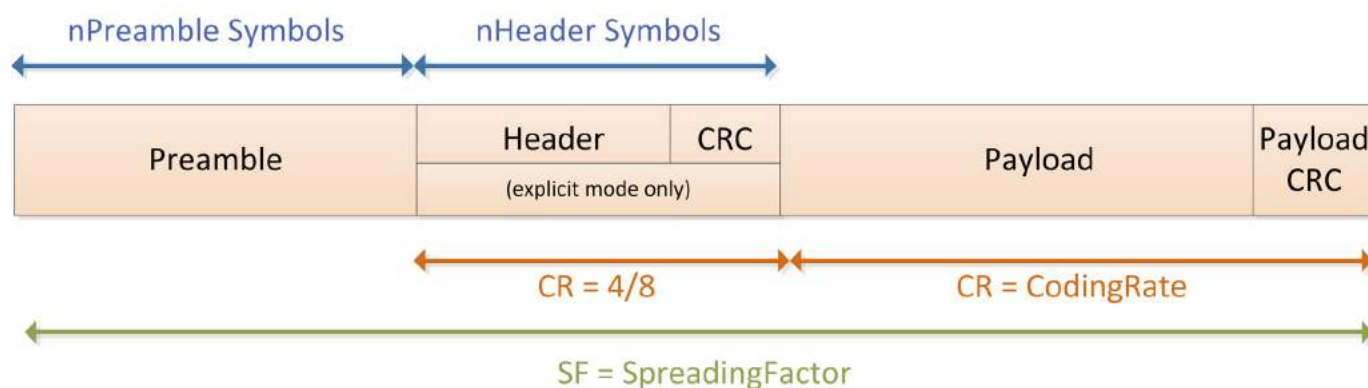 nPreamble Symbols
nHeader Symbols
Preamble
Header
CRC
(explicit mode only)
Payload
Payload
CRC
CR = 4/8
CR = CodingRate
SF = SpreadingFactor